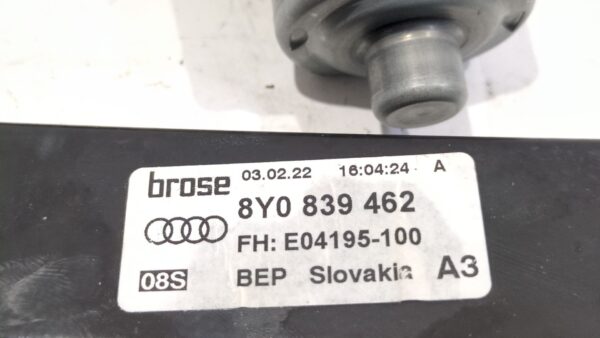 brose 03.02.22 16:04:24 A
8Y0 839 462
FH: E04195-100
08S BEP Slovakia A3